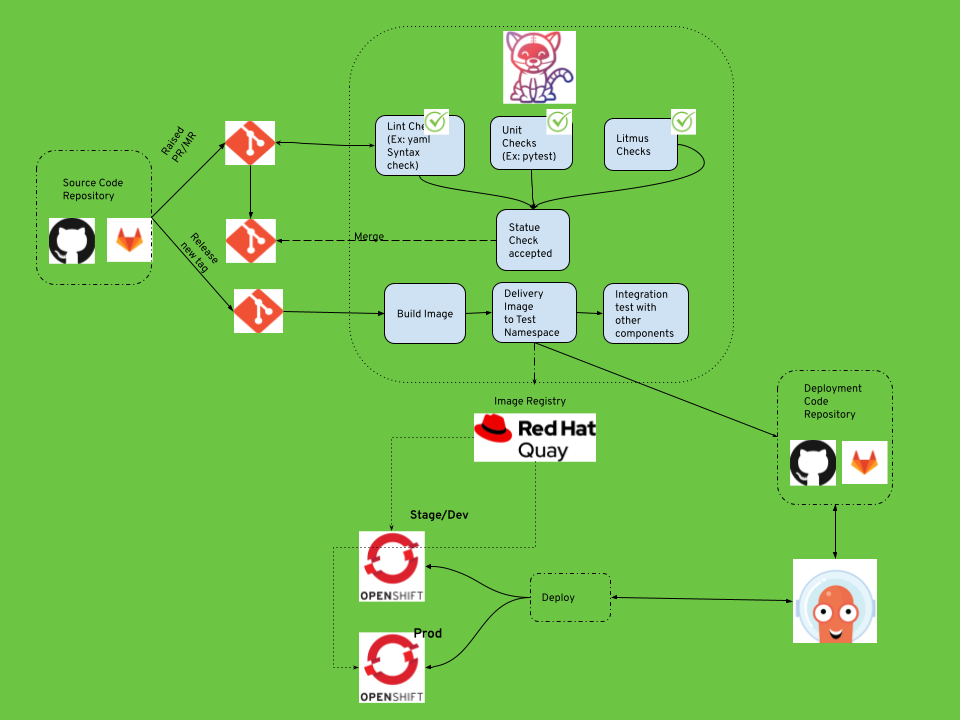 Source Code
Repository
Raised
PR/MR
Release
new tag
Lint Che
(Ex: yaml
Syntax
check)
Unit
Checks
(Ex: pytest)
Litmus
Checks
Statue
Check
accepted
Merge
Build Image
Delivery
Image
to Test
Namespace
Integration
test with
other
components
Image Registry
Red Hat
Quay
Deployment
Code
Repository
Stage/Dev
OPENSHIFT
Deploy
Prod
OPENSHIFT